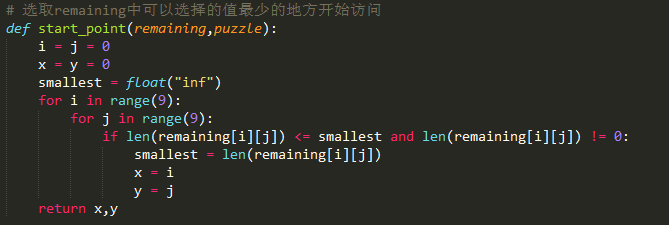 # 选取remaining中可以选择的值最少的地方开始访问
def start_point(remaining,puzzle):
    i = j = 0
    x = y = 0
    smallest = float("inf")
    for i in range(9):
        for j in range(9):
            if len(remaining[i][j]) <= smallest and len(remaining[i][j]) != 0:
                smallest = len(remaining[i][j])
                x = i
                y = j
    return x,y